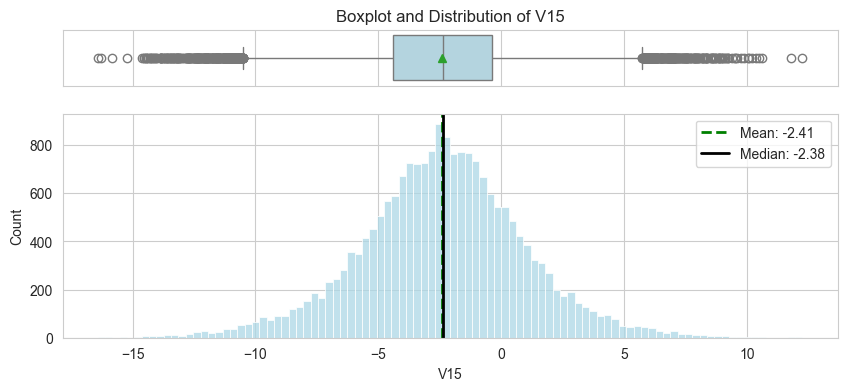 Boxplot and Distribution of V15
Mean: -2.41
Median: -2.38
800
600
400
200
0
Count
−15
−10
−5
0
5
10
V15